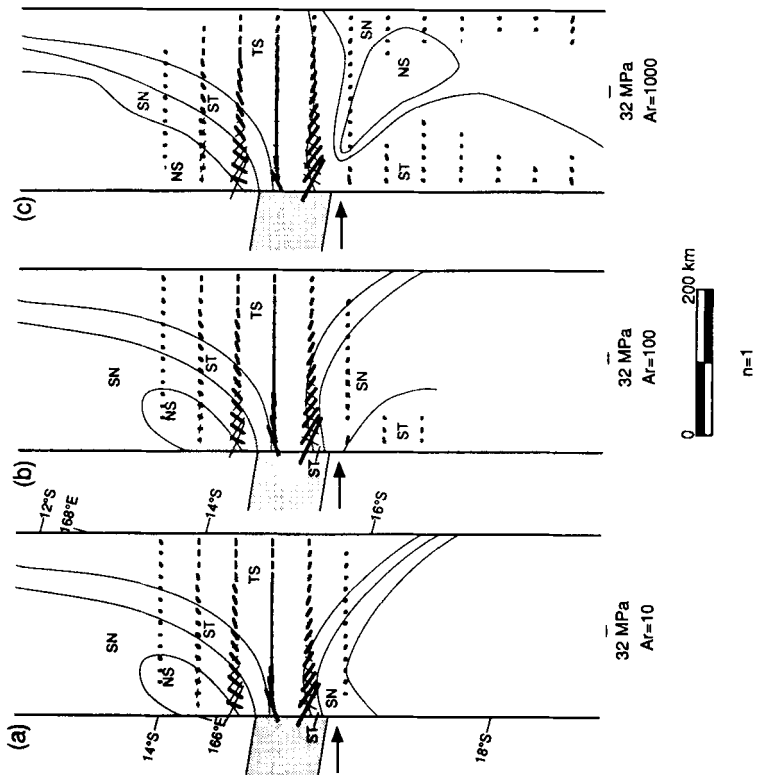 (a)
14°S
166°E
18°S
SN
NS
ST
TS
ST
SN
32 MPa
Ar=10
(b)
12°S
168°E
14°S
16°S
SN
NS
ST
TS
ST
SN
ST
32 MPa
Ar=100
(c)
SN
NS
ST
TS
SN
NS
ST
32 MPa
Ar=1000
0 200 km
n=1